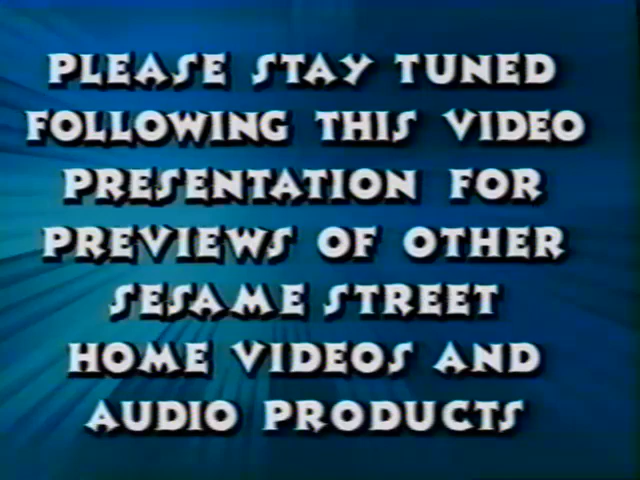 PLEASE STAY TUNED
FOLLOWING THIS VIDEO
PRESENTATION FOR
PREVIEWS OF OTHER
SESAME STREET
HOME VIDEOS AND
AUDIO PRODUCTS